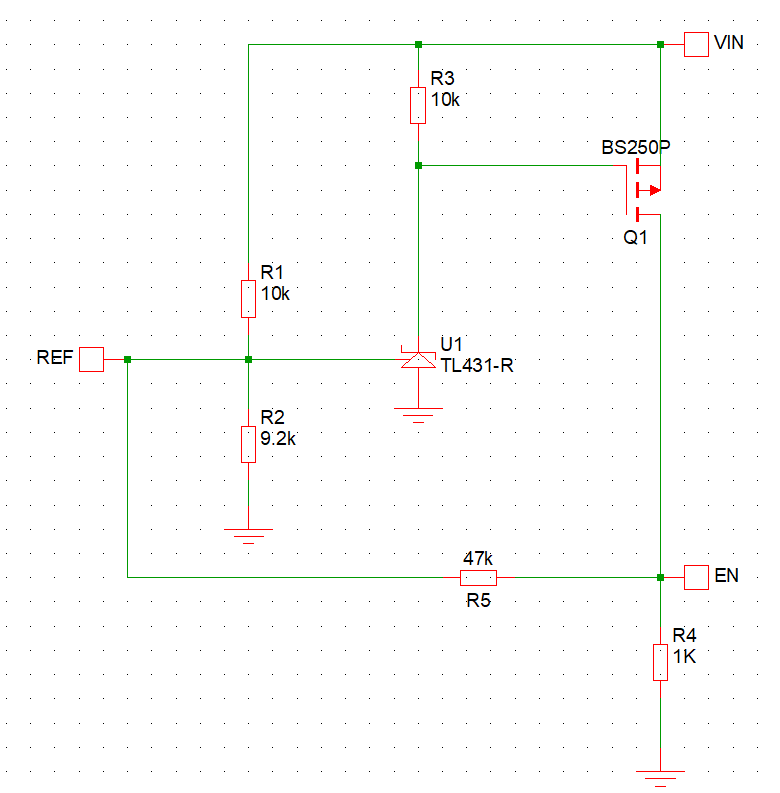 VIN
R3
10k
BS250P
Q1
R1
10k
REF
U1
TL431-R
R2
9.2k
47k
R5
EN
R4
1K